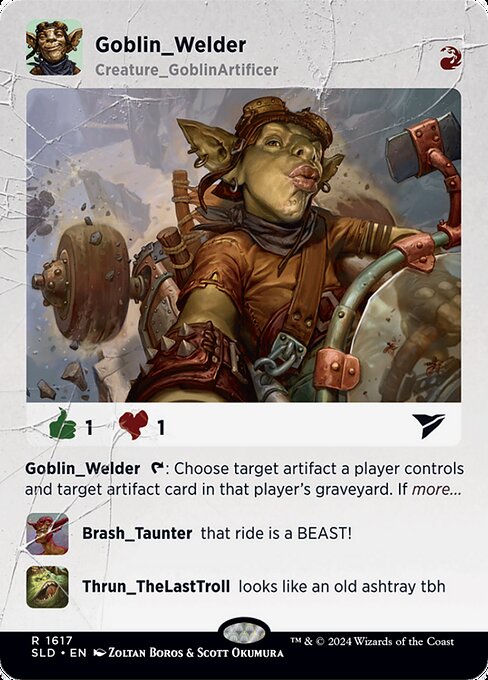 Goblin_Welder
Creature_GoblinArtificer
1 1
Goblin_Welder : Choose target artifact a player controls
and target artifact card in that player's graveyard. If more...
Brash_Taunter that ride is a BEAST!
Thrun_TheLastTroll looks like an old ashtray tbh
R 1617
SLD • EN Zoltan Boros & Scott Okumura
™ & © 2024 Wizards of the Coast